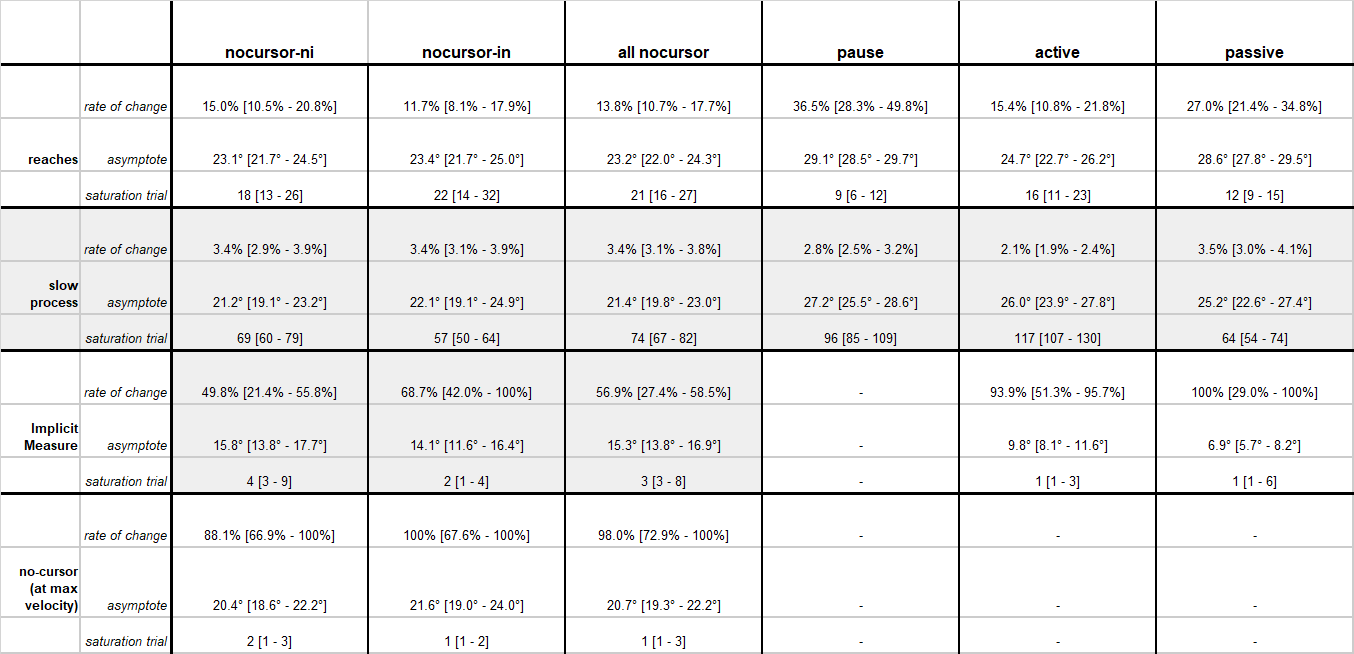 nocursor-ni nocursor-in all nocursor pause active passive
rate of change 15.0% [10.5% - 20.8%] 11.7% [8.1% - 17.9%] 13.8% [10.7% - 17.7%] 36.5% [28.3% - 49.8%] 15.4% [10.8% - 21.8%] 27.0% [21.4% - 34.8%]
reaches asymptote 23.1° [21.7° - 24.5°] 23.4° [21.7° - 25.0°] 23.2° [22.0° - 24.3°] 29.1° [28.5° - 29.7°] 24.7° [22.7° - 26.2°] 28.6° [27.8° - 29.5°]
saturation trial 18 [13 - 26] 22 [14 - 32] 21 [16 - 27] 9 [6 - 12] 16 [11 - 23] 12 [9 - 15]
rate of change 3.4% [2.9% - 3.9%] 3.4% [3.1% - 3.9%] 3.4% [3.1% - 3.8%] 2.8% [2.5% - 3.2%] 2.1% [1.9% - 2.4%] 3.5% [3.0% - 4.1%]
slow
process asymptote 21.2° [19.1° - 23.2°] 22.1° [19.1° - 24.9°] 21.4° [19.8° - 23.0°] 27.2° [25.5° - 28.6°] 26.0° [23.9° - 27.8°] 25.2° [22.6° - 27.4°]
saturation trial 69 [60 - 79] 57 [50 - 64] 74 [67 - 82] 96 [85 - 109] 117 [107 - 130] 64 [54 - 74]
rate of change 49.8% [21.4% - 55.8%] 68.7% [42.0% - 100%] 56.9% [27.4% - 58.5%] - 93.9% [51.3% - 95.7%] 100% [29.0% - 100%]
Implicit
Measure asymptote 15.8° [13.8° - 17.7°] 14.1° [11.6° - 16.4°] 15.3° [13.8° - 16.9°] - 9.8° [8.1° - 11.6°] 6.9° [5.7° - 8.2°]
saturation trial 4 [3 - 9] 2 [1 - 4] 3 [3 - 8] - 1 [1 - 3] 1 [1 - 6]
rate of change 88.1% [66.9% - 100%] 100% [67.6% - 100%] 98.0% [72.9% - 100%] - - -
no-cursor
(at max
velocity) asymptote 20.4° [18.6° - 22.2°] 21.6° [19.0° - 24.0°] 20.7° [19.3° - 22.2°] - - -
saturation trial 2 [1 - 3] 1 [1 - 2] 1 [1 - 3] - - -